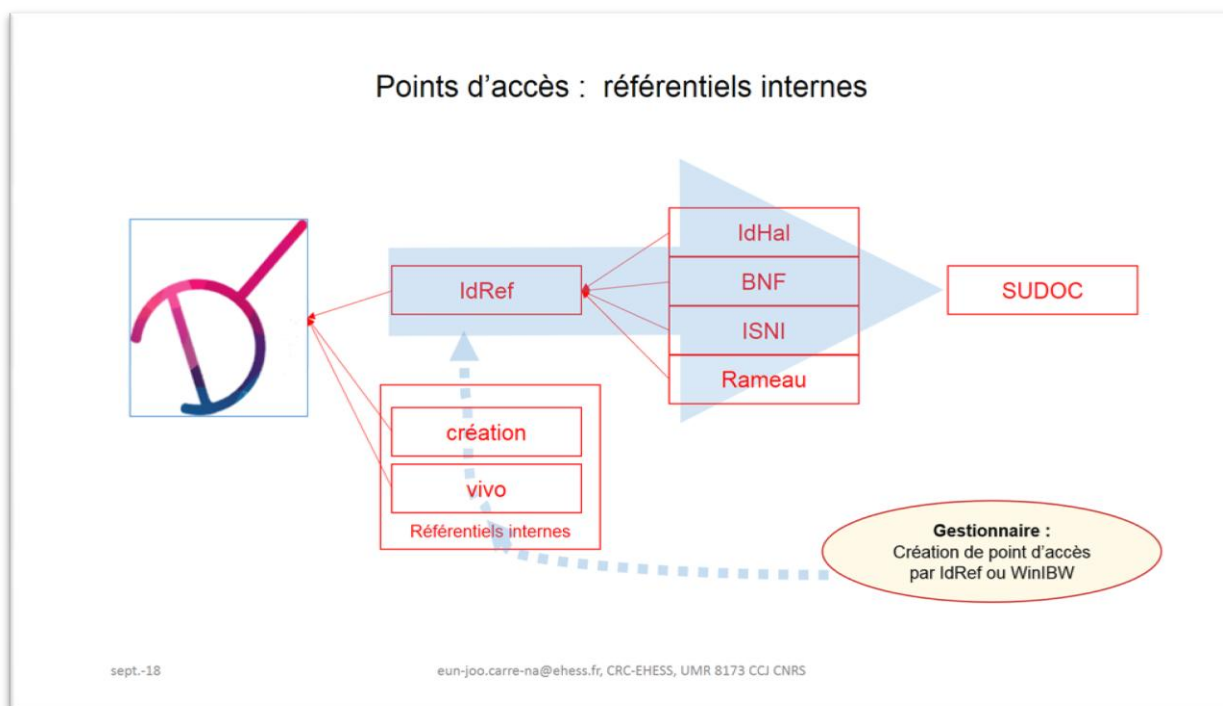 Points d'accès : référentiels internes
IdHal
BNF
ISNI
Rameau
IdRef
SUDOC
création
vivo
Référentiels internes
Gestionnaire :
Création de point d'accès
par IdRef ou WinIBW
sept.-18
eun-joo.carre-na@ehess.fr, CRC-EHESS, UMR 8173 CCJ CNRS